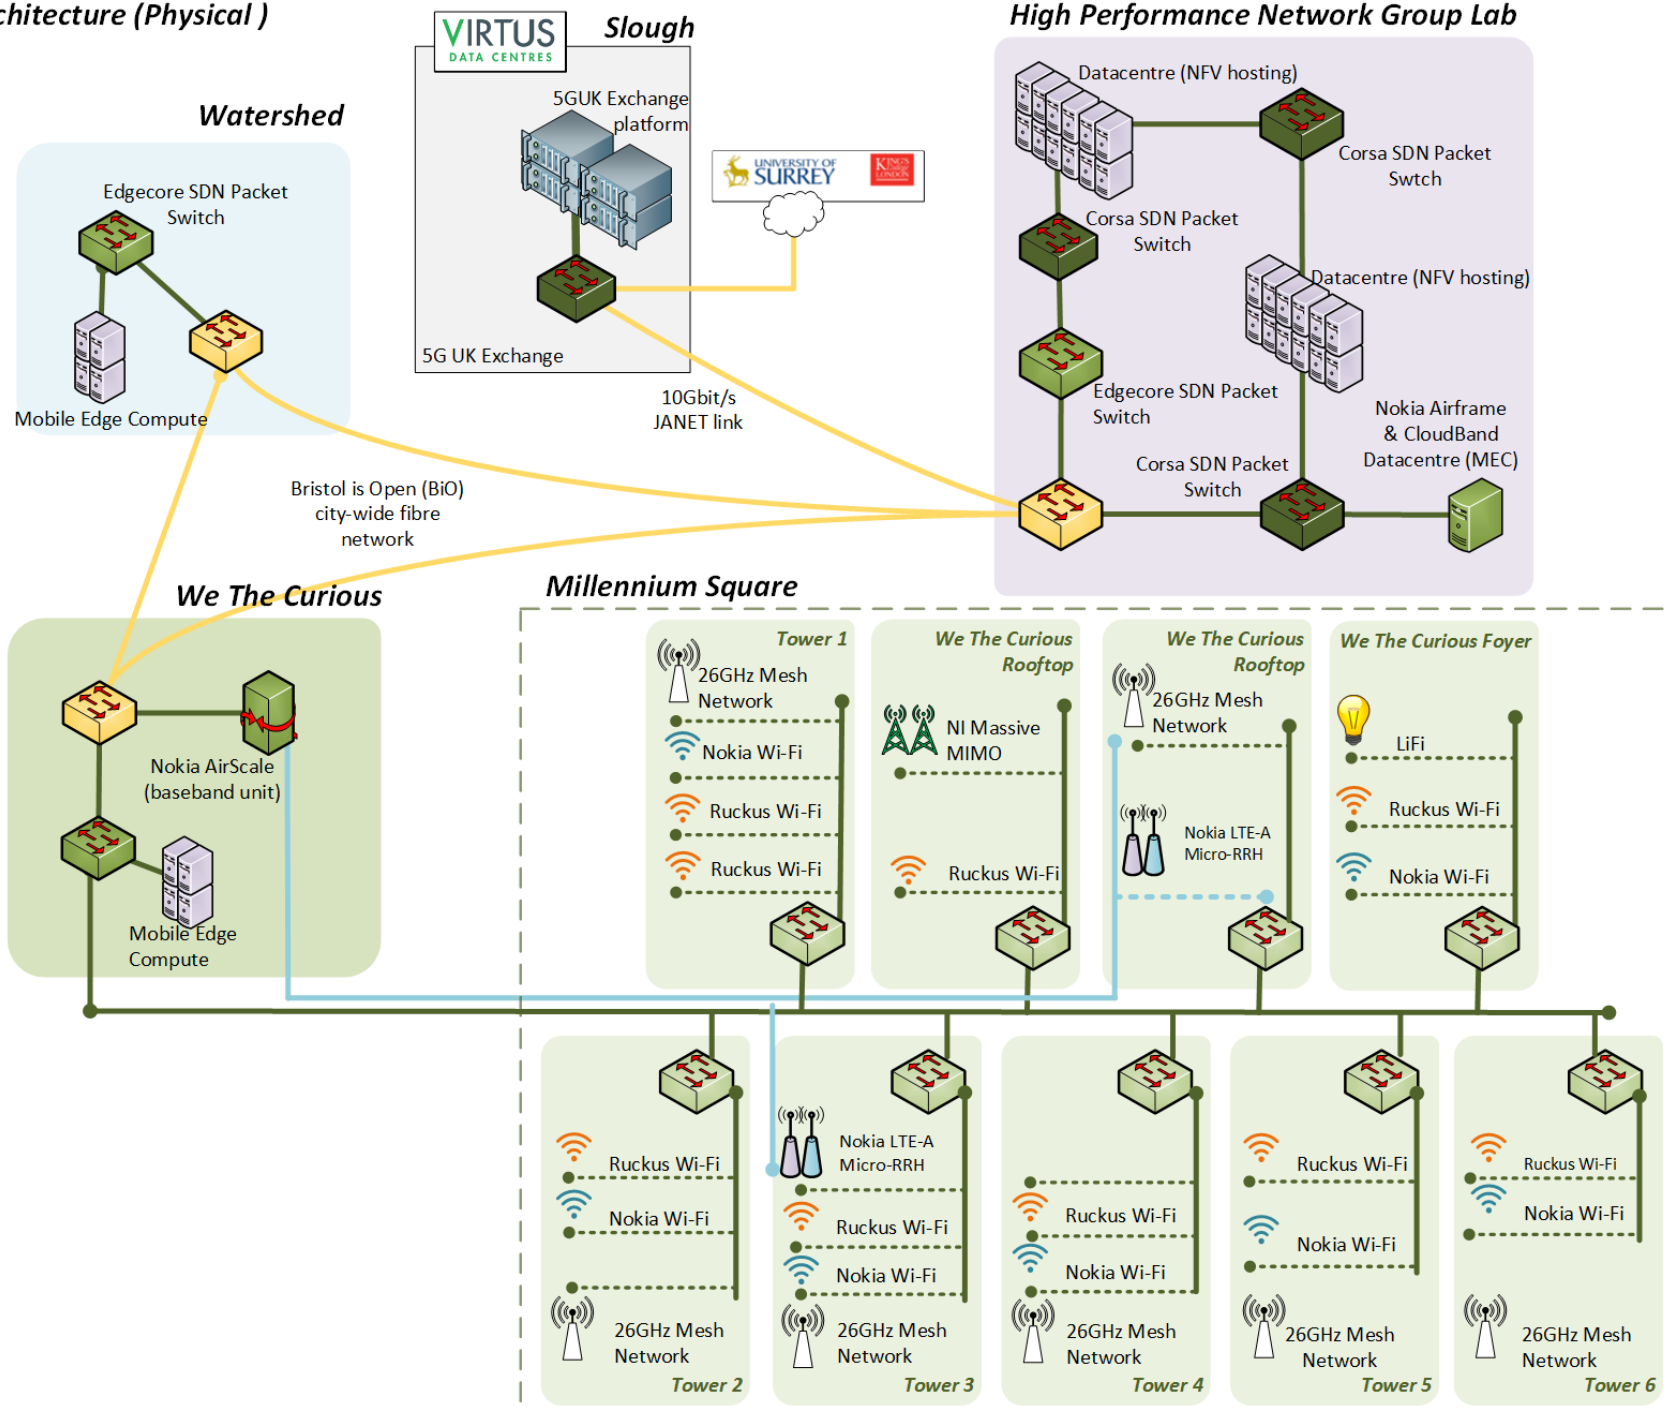 chitecture (Physical )
VIRTUS
DATA CENTRES
Slough
High Performance Network Group Lab
Watershed
Edgecore SDN Packet
Switch
Mobile Edge Compute
5GUK Exchange
platform
5G UK Exchange
UNIVERSITY OF
SURREY
KING'S
College
LONDON
10Gbit/s
JANET link
Datacentre (NFV hosting)
Corsa SDN Packet
Swtch
Corsa SDN Packet
Switch
Datacentre (NFV hosting)
Edgecore SDN Packet
Switch
Nokia Airframe
& CloudBand
Datacentre (MEC)
Corsa SDN Packet
Switch
Bristol is Open (BiO)
city-wide fibre
network
We The Curious
Nokia AirScale
(baseband unit)
Mobile Edge
Compute
Millennium Square
Tower 1
26GHz Mesh
Network
Nokia Wi-Fi
Ruckus Wi-Fi
Ruckus Wi-Fi
We The Curious
Rooftop
NI Massive
MIMO
Ruckus Wi-Fi
We The Curious
Rooftop
26GHz Mesh
Network
Nokia LTE-A
Micro-RRH
We The Curious Foyer
LiFi
Ruckus Wi-Fi
Nokia Wi-Fi
Ruckus Wi-Fi
Nokia Wi-Fi
26GHz Mesh
Network
Tower 2
Nokia LTE-A
Micro-RRH
Ruckus Wi-Fi
Nokia Wi-Fi
26GHz Mesh
Network
Tower 3
Ruckus Wi-Fi
Nokia Wi-Fi
26GHz Mesh
Network
Tower 4
Ruckus Wi-Fi
Nokia Wi-Fi
26GHz Mesh
Network
Tower 5
Ruckus Wi-Fi
Nokia Wi-Fi
26GHz Mesh
Network
Tower 6